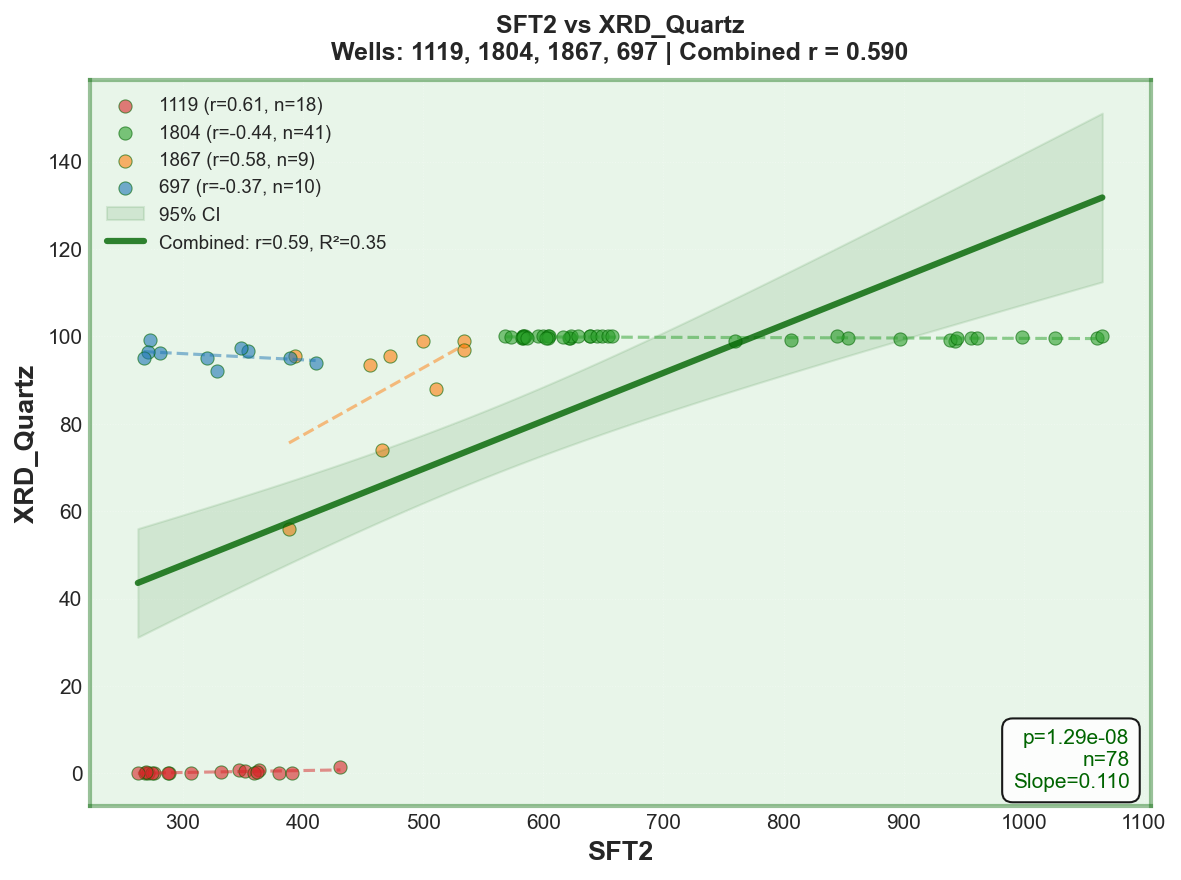 SFT2 vs XRD_Quartz
Wells: 1119, 1804, 1867, 697 | Combined r = 0.590
1119 (r=0.61, n=18)
1804 (r=-0.44, n=41)
1867 (r=0.58, n=9)
697 (r=-0.37, n=10)
95% CI
Combined: r=0.59, R²=0.35
XRD_Quartz
140
120
100
80
60
40
20
0
p=1.29e-08
n=78
Slope=0.110
300 400 500 600 700 800 900 1000 1100
SFT2